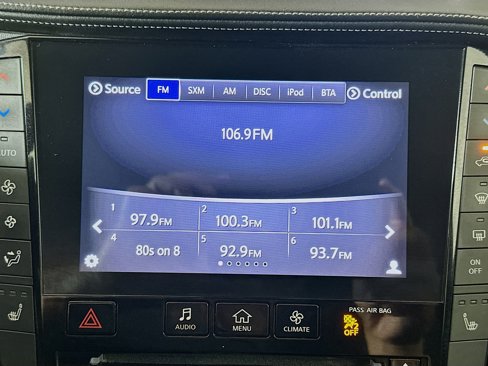 Source FM SXM AM DISC iPod BTA Control
106.9FM
1 97.9FM 2 100.3FM 3 101.1FM
4 80s on 8 5 92.9FM 6 93.7FM
AUTO
ON
OFF
AUDIO MENU CLIMATE
PASS AIR BAG
OFF